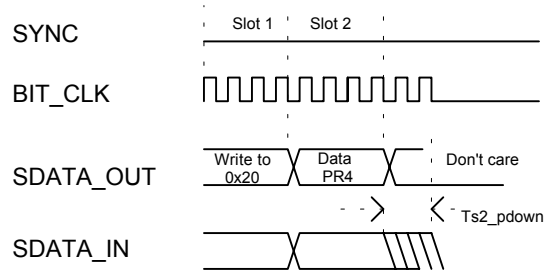 Slot 1 Slot 2
SYNC
BIT_CLK
Write to Data Don't care
0x20 PR4
SDATA_OUT
Ts2_pdown
SDATA_IN